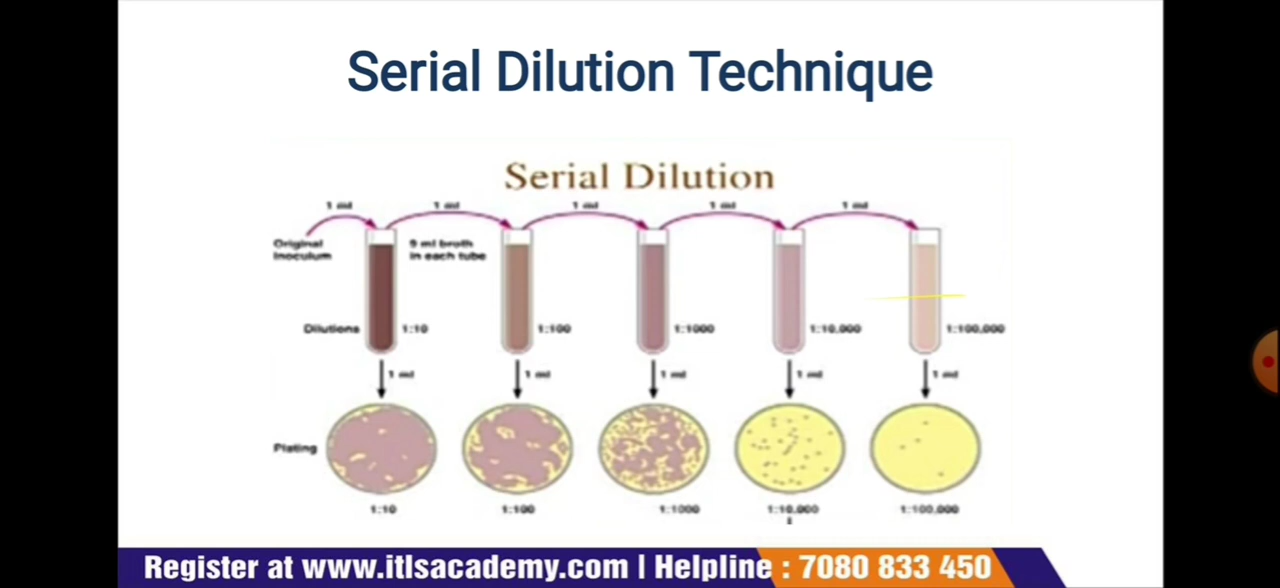 Serial Dilution Technique
Serial Dilution
1 ml 1 ml 1 ml 1 ml 1 ml
Original
Inoculum
9 ml broth
in each tube
Dilutions 1:10 1:100 1:1000 1:10,000 1:100,000
1 ml 1 ml 1 ml 1 ml 1 ml
Plating
1:10 1:100 1:1000 1:10,000 1:100,000
Register at www.itlsacademy.com | Helpline : 7080 833 450